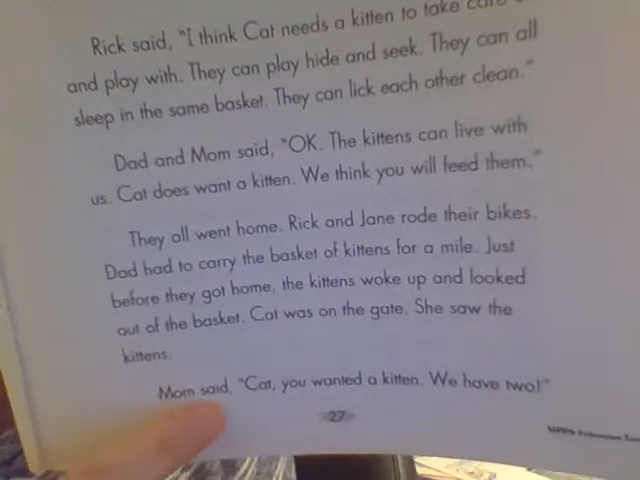 Rick said, "I think Cat needs a kitten to take care
and play with. They can play hide and seek. They can all
sleep in the same basket. They can lick each other clean."
Dad and Mom said, "OK. The kittens can live with
us. Cat does want a kitten. We think you will feed them."
They all went home. Rick and Jane rode their bikes.
Dad had to carry the basket of kittens for a mile. Just
before they got home, the kittens woke up and looked
out of the basket. Cat was on the gate. She saw the
kittens.
Mom said, "Cat, you wanted a kitten. We have two!"
27